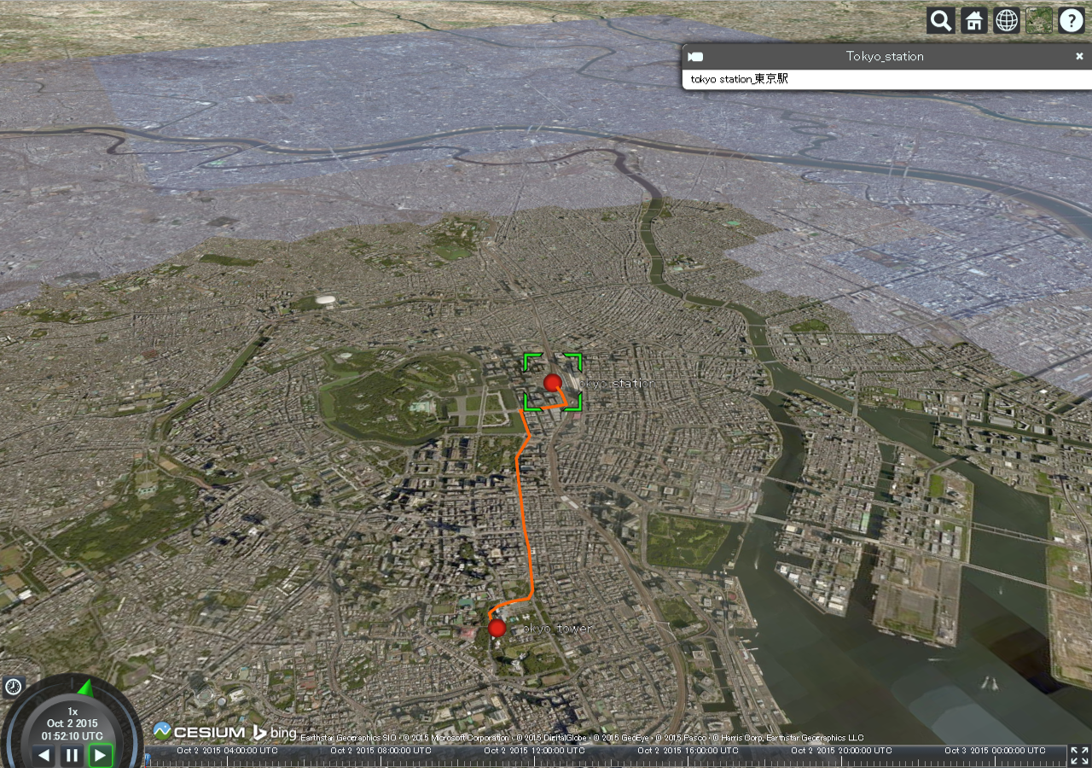 ?
Tokyo_station
×
tokyo station_東京駅
tokyo_station
tokyo_tower
1x
Oct 2 2015
01:52:10 UTC
CESIUM bing Earthstar Geographics SIO • © 2015 Microsoft Corporation • © 2015 DigitalGlobe • © 2015 GeoEye • © 2015 Pasco • © Harris Corp, Earthstar Geographics LLC
Oct 2 2015 04:00:00 UTC Oct 2 2015 08:00:00 UTC Oct 2 2015 12:00:00 UTC Oct 2 2015 16:00:00 UTC Oct 2 2015 20:00:00 UTC Oct 3 2015 00:00:00 UTC